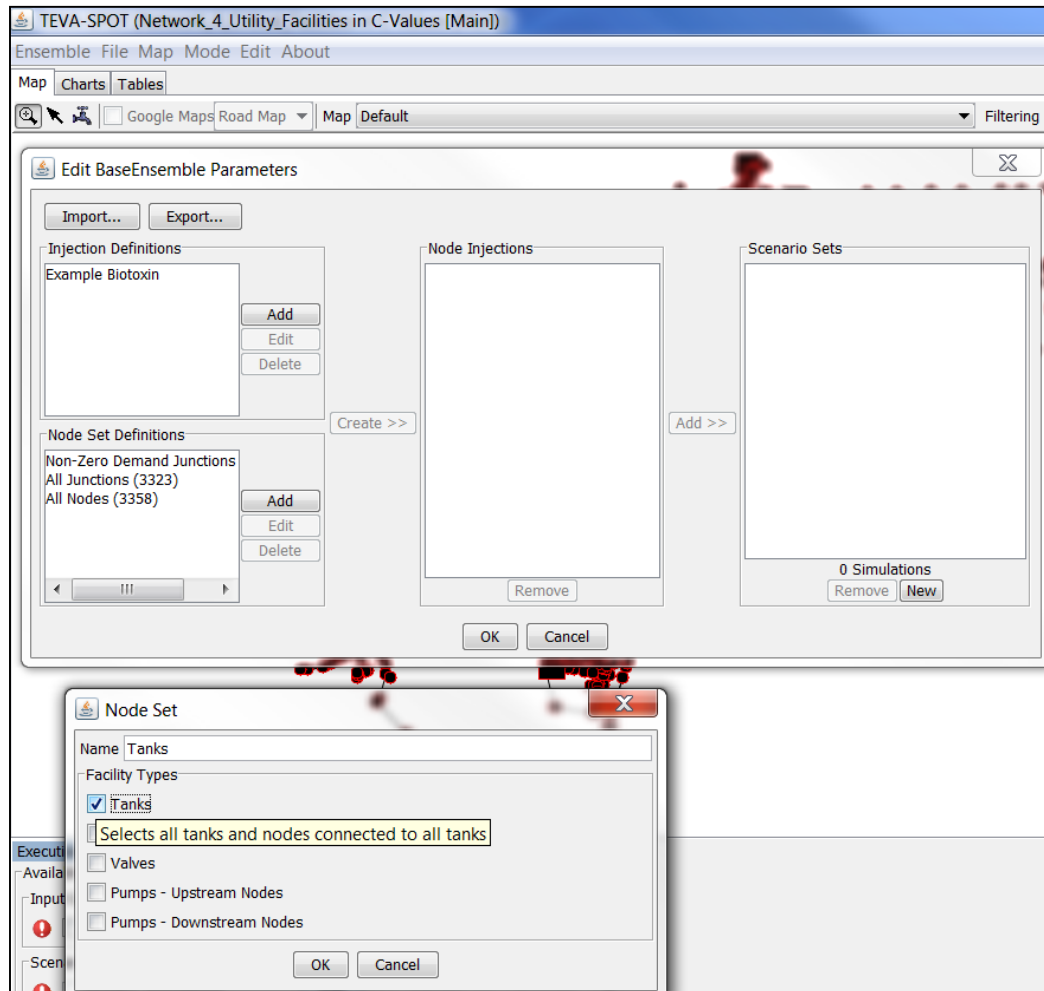 TEVA-SPOT (Network_4_Utility_Facilities in C-Values [Main])
Ensemble File Map Mode Edit About
Map Charts Tables
Google Maps Road Map Map Default Filtering
Edit BaseEnsemble Parameters
Import... Export...
Injection Definitions
Example Biotoxin
Add
Edit
Delete
Node Set Definitions
Non-Zero Demand Junctions
All Junctions (3323)
All Nodes (3358)
Add
Edit
Delete
Create >>
Node Injections
Remove
Add >>
Scenario Sets
0 Simulations
Remove New
OK Cancel
Node Set
Name Tanks
Facility Types
Tanks
Selects all tanks and nodes connected to all tanks
Valves
Pumps - Upstream Nodes
Pumps - Downstream Nodes
OK Cancel
Executi
Availa
Input
Scen